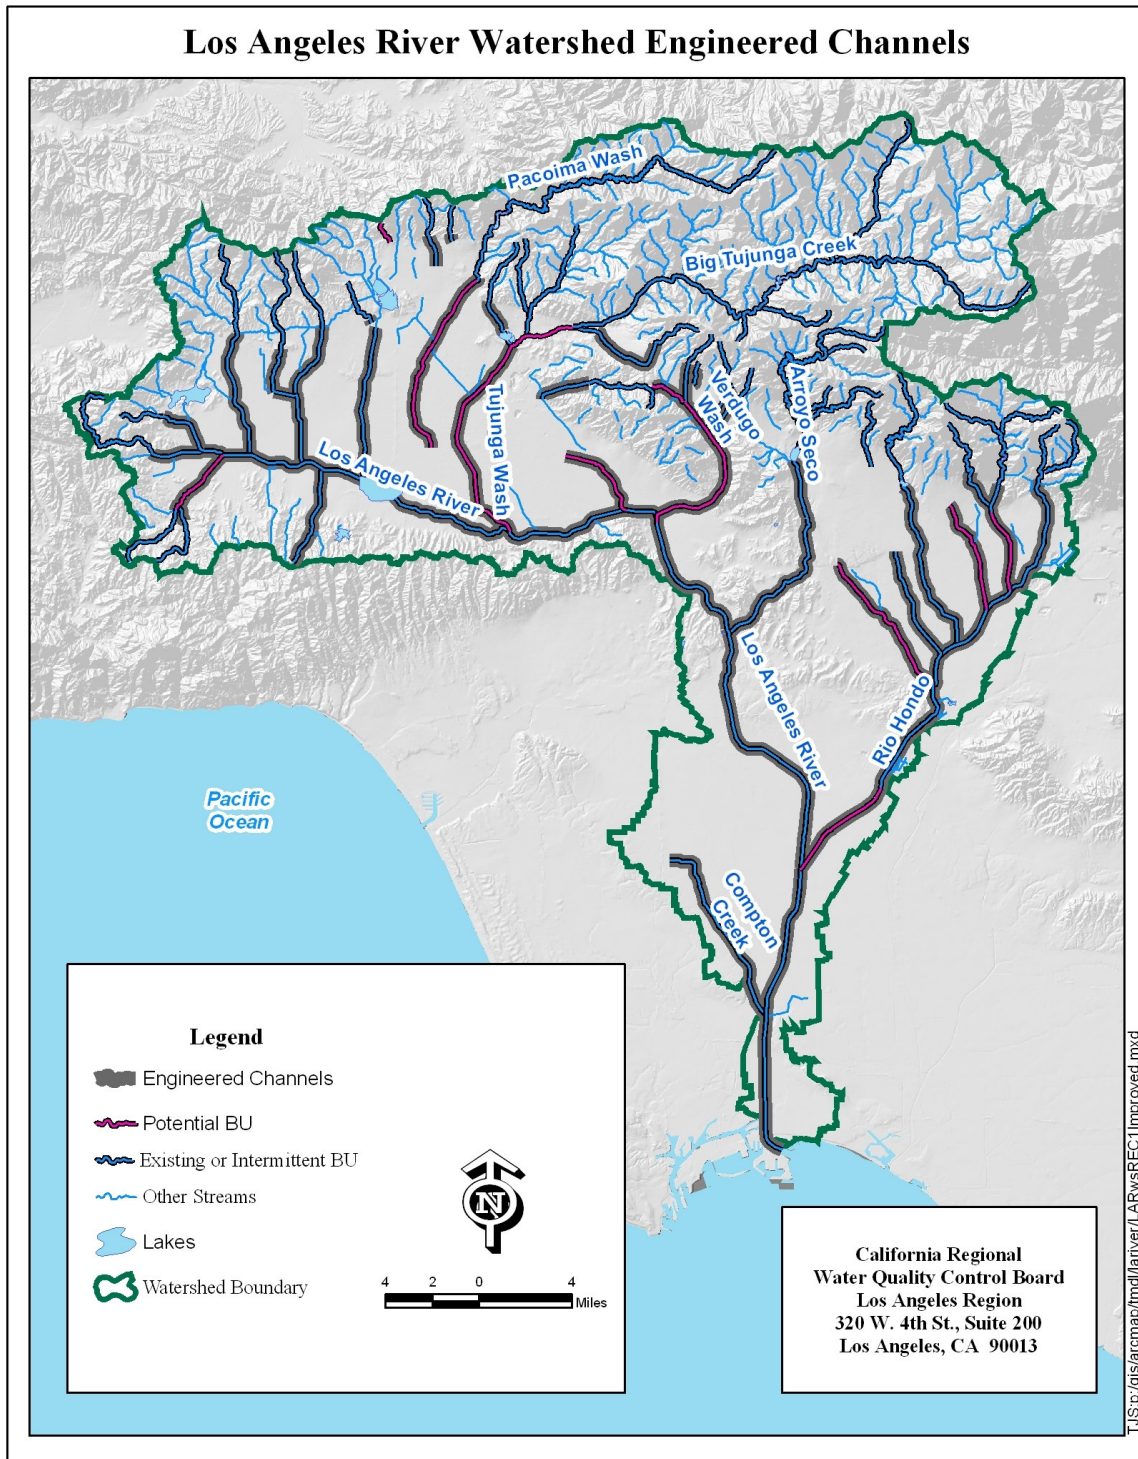 Los Angeles River Watershed Engineered Channels
Pacoima Wash
Big Tujunga Creek
Tujunga Wash
Verdugo
Wash
Arroyo Seco
Los Angeles River
Los Angeles River
Rio Hondo
Pacific
Ocean
Compton
Creek
Legend
Engineered Channels
Potential BU
Existing or Intermittent BU
Other Streams
Lakes
Watershed Boundary
N
4 2 0 4
Miles
California Regional
Water Quality Control Board
Los Angeles Region
320 W. 4th St., Suite 200
Los Angeles, CA 90013
TJS:p:/gis/arcmap/tmdl/lariver/LARwsREC1Improved.mxd